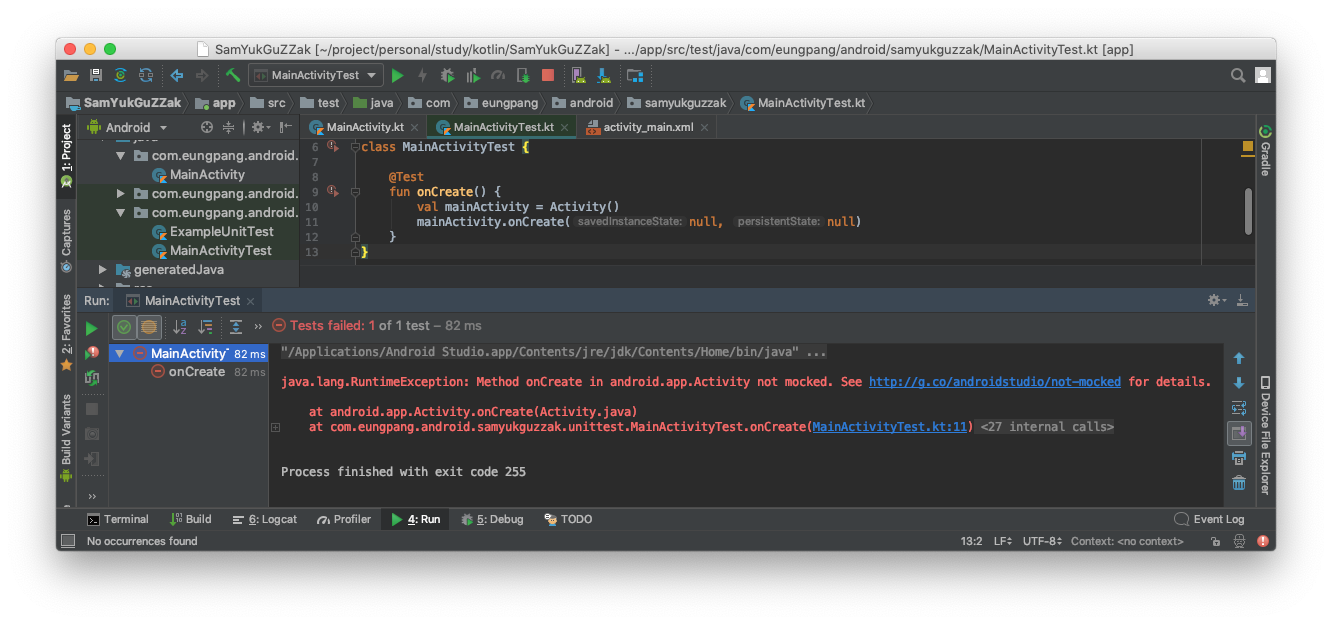 SamYukGuZZak [~/project/personal/study/kotlin/SamYukGuZZak] - .../app/src/test/java/com/eungpang/android/samyukguzzak/MainActivityTest.kt [app]
MainActivityTest
SamYukGuZZak app src test java com eungpang android samyukguzzak MainActivityTest.kt
1: Project
Captures
2: Favorites
Build Variants
Android
com.eungpang.android.
MainActivity
com.eungpang.android.
com.eungpang.android.
ExampleUnitTest
MainActivityTest
generatedJava
MainActivity.kt MainActivityTest.kt activity_main.xml
6 class MainActivityTest {
7
8 @Test
9 fun onCreate() {
10 val mainActivity = Activity()
11 mainActivity.onCreate( savedInstanceState: null, persistentState: null)
12 }
13 }
Gradle
Device File Explorer
Run: MainActivityTest
Tests failed: 1 of 1 test – 82 ms
MainActivityT 82 ms
onCreate 82 ms
"/Applications/Android Studio.app/Contents/jre/jdk/Contents/Home/bin/java" ...
java.lang.RuntimeException: Method onCreate in android.app.Activity not mocked. See http://g.co/androidstudio/not-mocked for details.
at android.app.Activity.onCreate(Activity.java)
at com.eungpang.android.samyukguzzak.unittest.MainActivityTest.onCreate(MainActivityTest.kt:11) <27 internal calls>
Process finished with exit code 255
Terminal Build 6: Logcat Profiler 4: Run 5: Debug TODO Event Log
No occurrences found 13:2 LF UTF-8 Context: <no context>